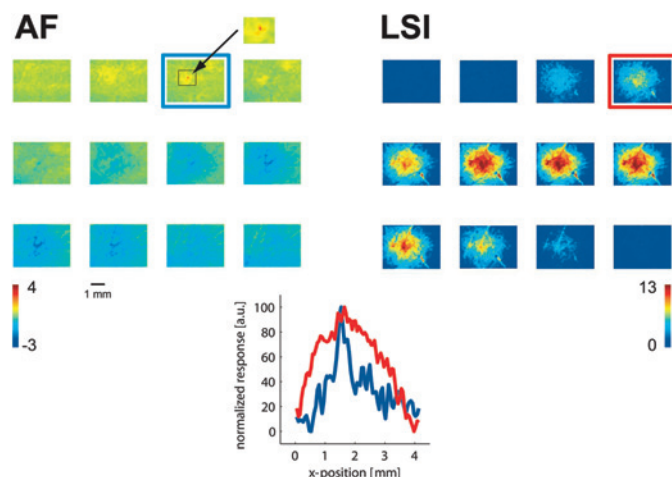 AF
LSI
4
-3
1 mm
13
0
normalized response [a.u.]
100
80
60
40
20
0
0 1 2 3 4
x-position [mm]